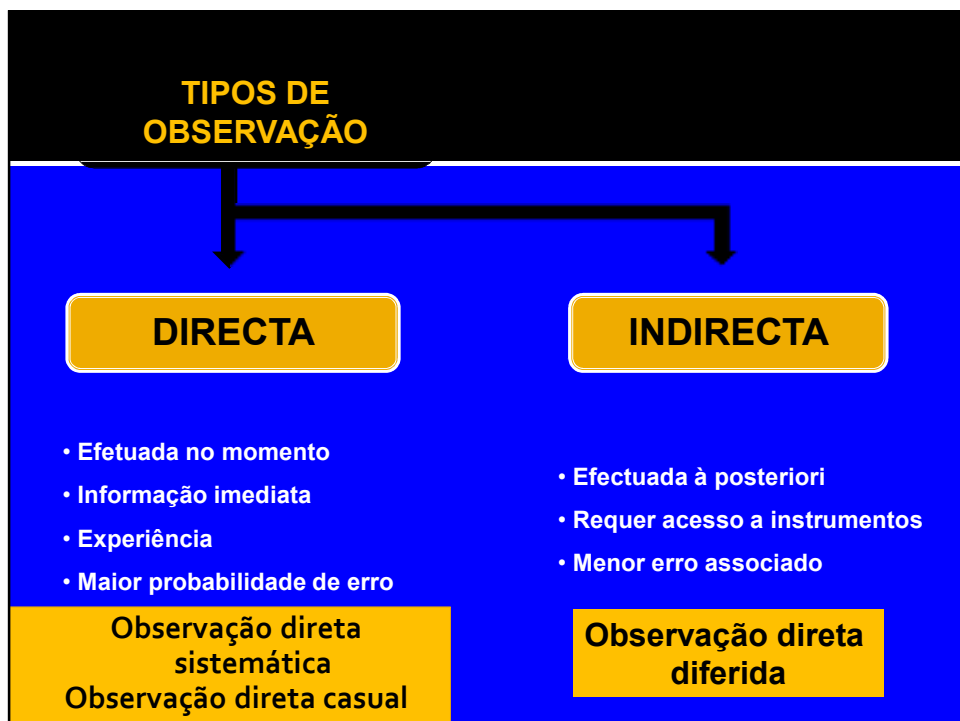 TIPOS DE
OBSERVAÇÃO
DIRECTA
• Efetuada no momento
• Informação imediata
• Experiência
• Maior probabilidade de erro
Observação direta
sistemática
Observação direta casual
INDIRECTA
• Efectuada à posteriori
• Requer acesso a instrumentos
• Menor erro associado
Observação direta
diferida